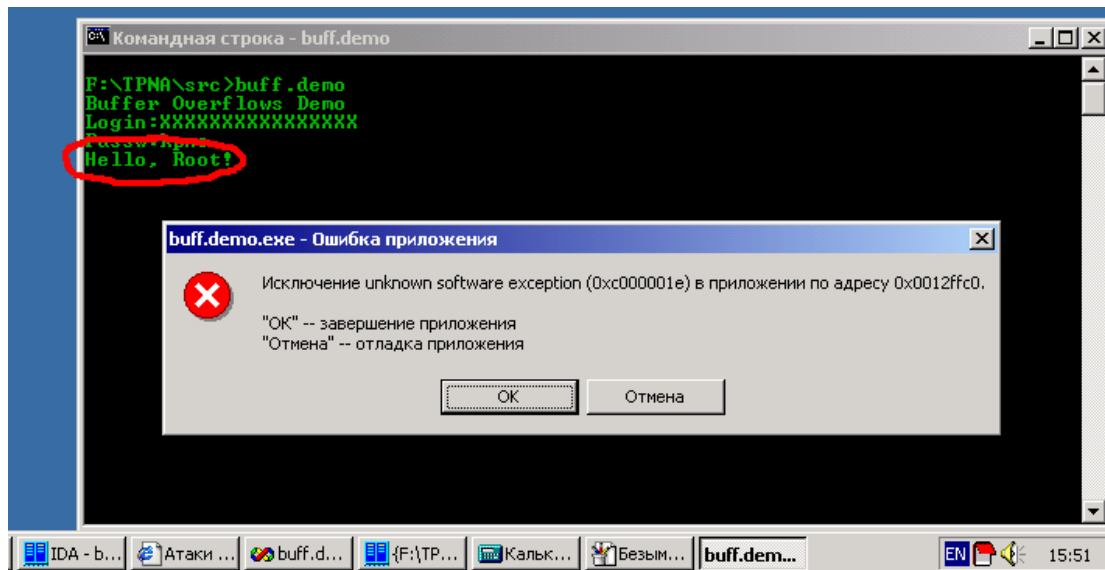 Командная строка - buff.demo
F:\TPNA\src>buff.demo
Buffer Overflows Demo
Login:XXXXXXXXXXXXXXXX
Hello, Root!
buff.demo.exe - Ошибка приложения
Исключение unknown software exception (0xc000001e) в приложении по адресу 0x0012ffc0.
"OK" -- завершение приложения
"Отмена" -- отладка приложения
OK
Отмена
IDA - b... Атаки ... buff.d... {F:\TP... Кальк... Безым... buff.dem... EN 15:51